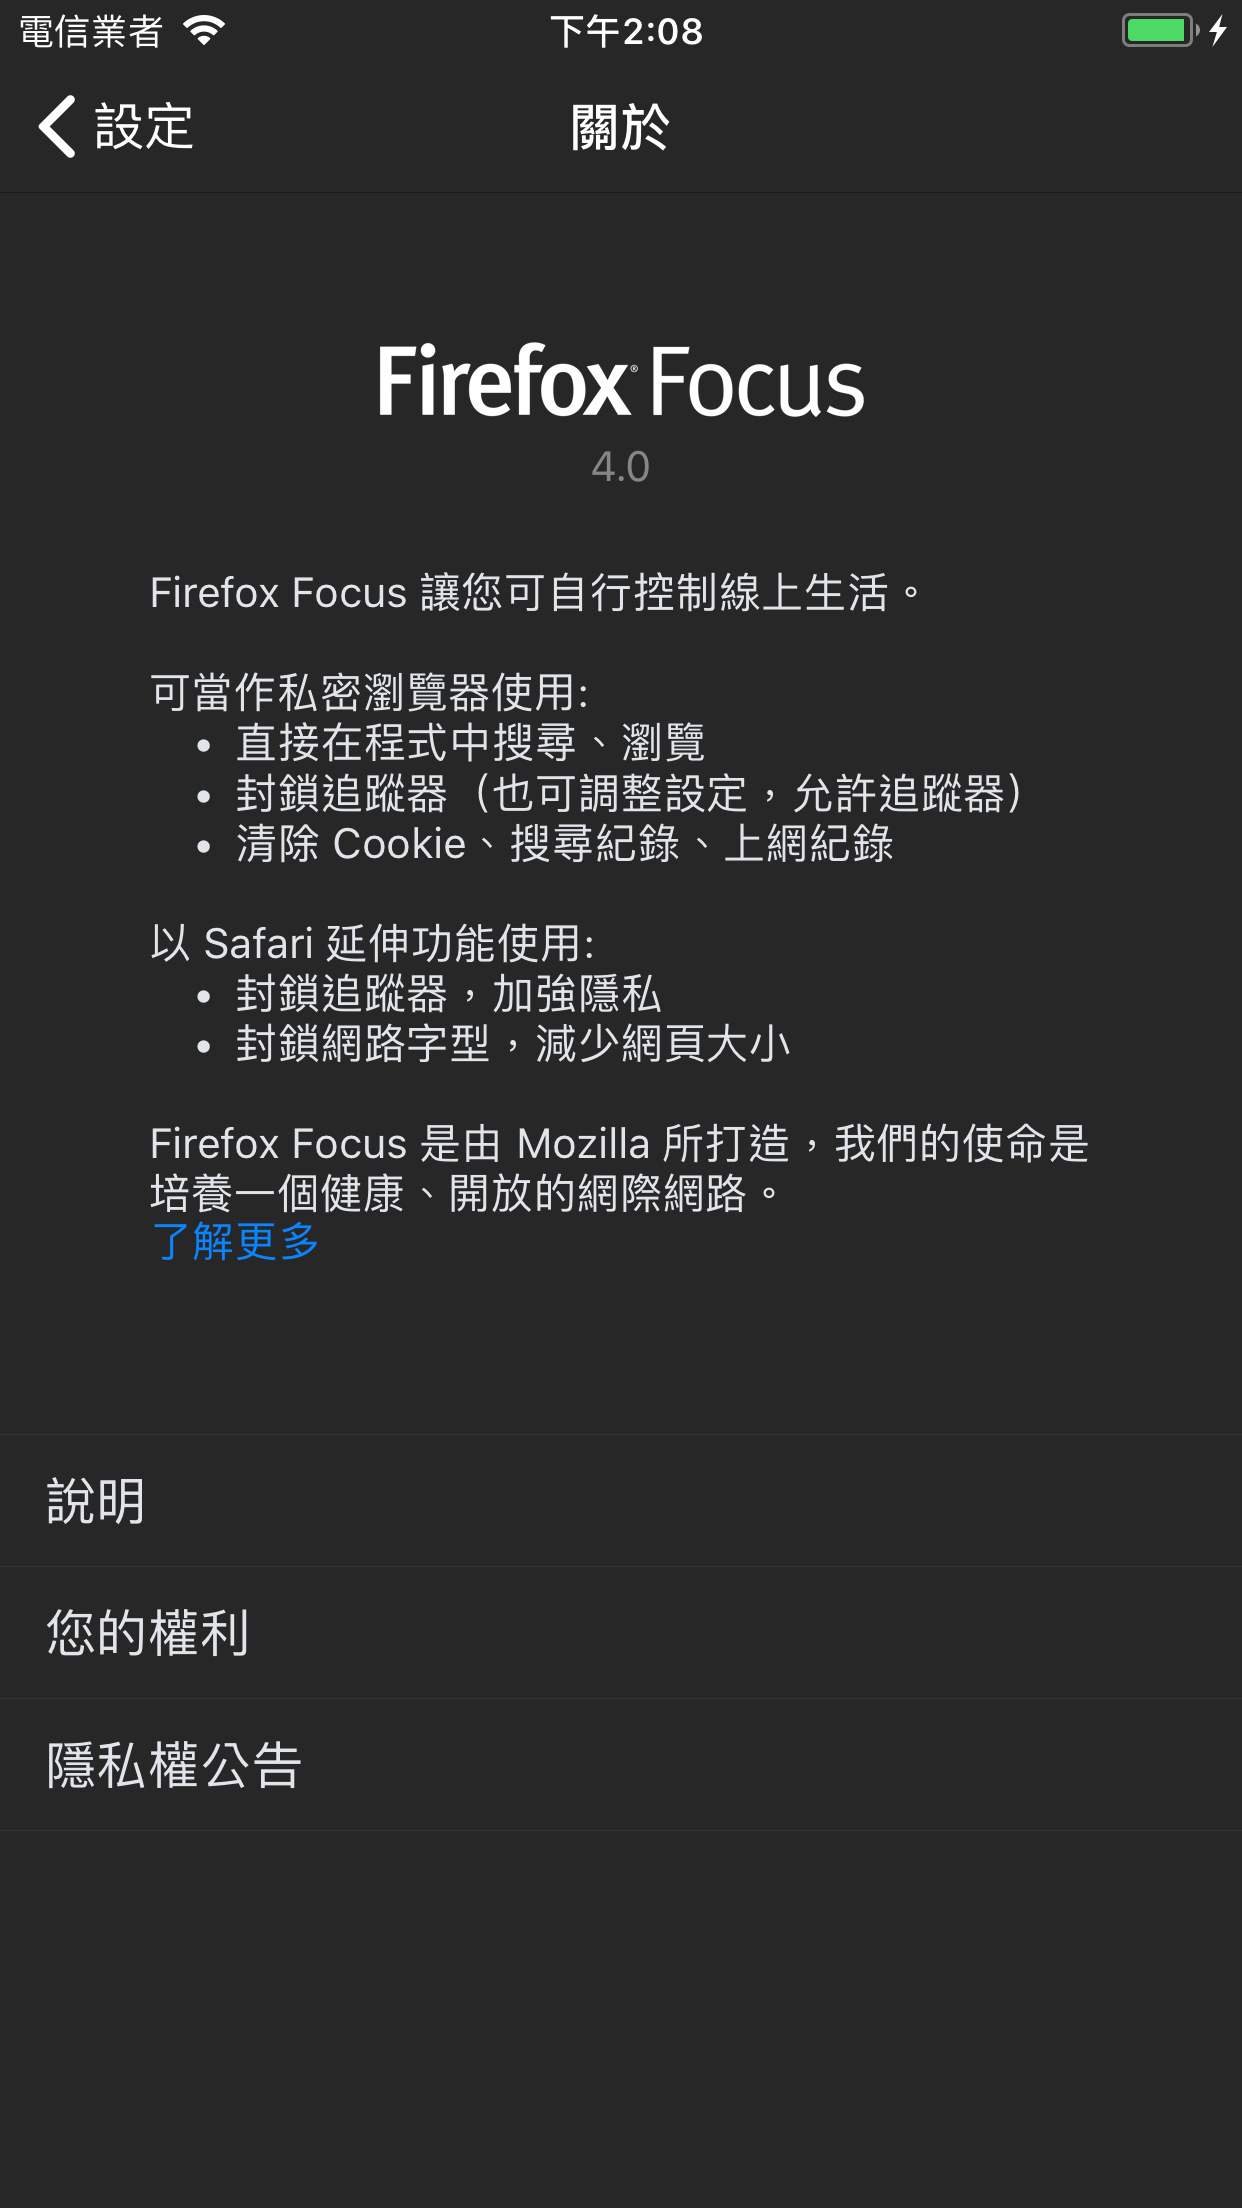 電信業者 下午2:08
設定 關於
Firefox® Focus
4.0
Firefox Focus 讓您可自行控制線上生活。
可當作私密瀏覽器使用:
• 直接在程式中搜尋、瀏覽
• 封鎖追蹤器（也可調整設定，允許追蹤器）
• 清除 Cookie、搜尋紀錄、上網紀錄
以 Safari 延伸功能使用:
• 封鎖追蹤器，加強隱私
• 封鎖網路字型，減少網頁大小
Firefox Focus 是由 Mozilla 所打造，我們的使命是
培養一個健康、開放的網際網路。
了解更多
說明
您的權利
隱私權公告